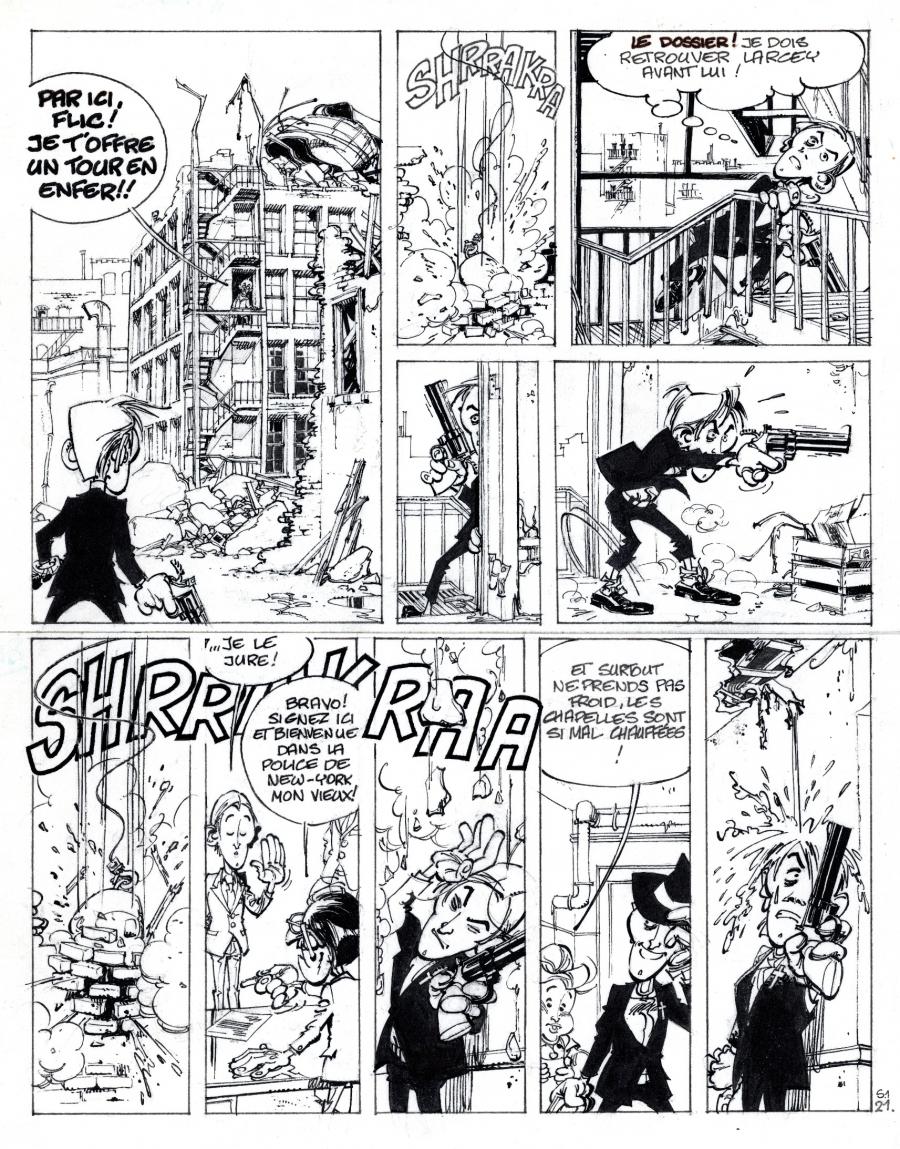 PAR ICI,
FLIC!
JE T'OFFRE
UN TOUR EN
ENFER!!
SHRRAKRA
LE DOSSIER! JE DOIS
RETROUVER LARCEY
AVANT LUI!
...JE LE
JURE!
BRAVO!
SIGNEZ ICI
ET BIENVENUE
DANS LA
POLICE DE
NEW-YORK
MON VIEUX!
ET SURTOUT
NE PRENDS PAS
FROID, LES
CHAPELLES SONT
SI MAL CHAUFFÉES
!
S.1
21.